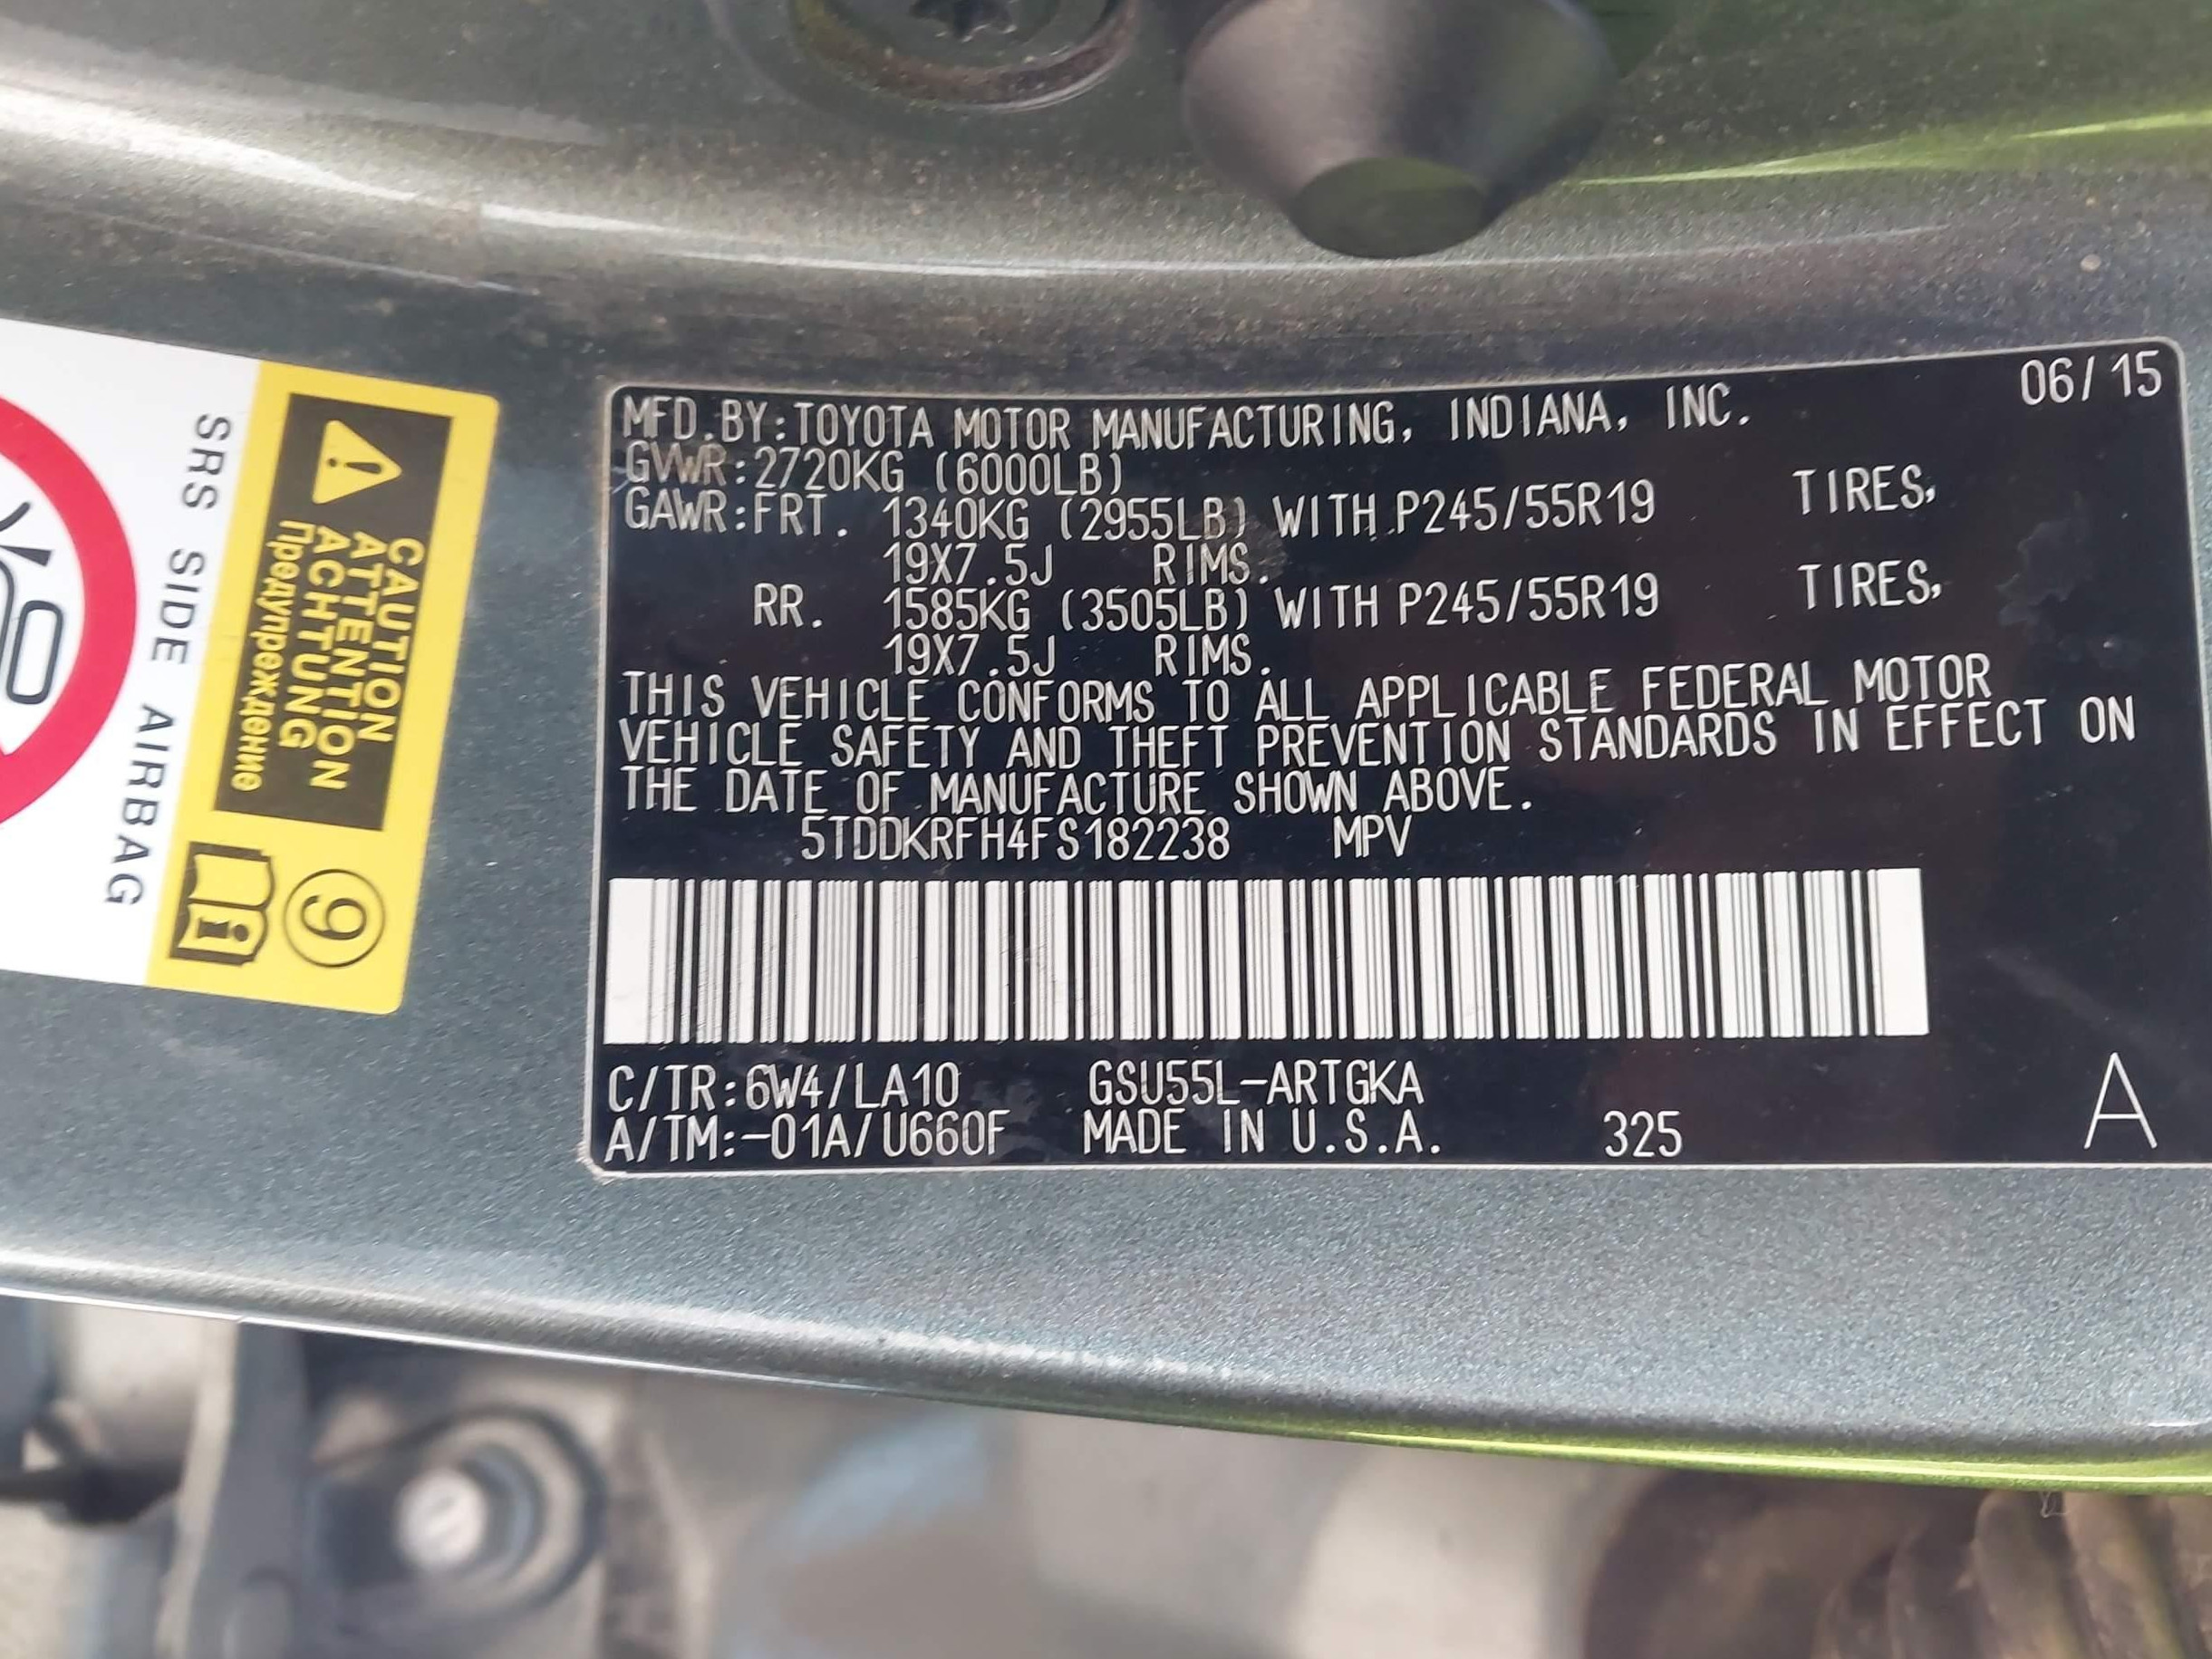 06/15
MFD.BY:TOYOTA MOTOR MANUFACTURING, INDIANA, INC.
GVWR:2720KG (6000LB)
GAWR:FRT. 1340KG (2955LB) WITH P245/55R19 TIRES,
19X7.5J RIMS.
RR. 1585KG (3505LB) WITH P245/55R19 TIRES,
19X7.5J RIMS.
THIS VEHICLE CONFORMS TO ALL APPLICABLE FEDERAL MOTOR
VEHICLE SAFETY AND THEFT PREVENTION STANDARDS IN EFFECT ON
THE DATE OF MANUFACTURE SHOWN ABOVE.
5TDDKRFH4FS182238 MPV
C/TR:6W4/LA10 GSU55L-ARTGKA
A/TM:-01A/U660F MADE IN U.S.A. 325 A
CAUTION
ATTENTION
ACHTUNG
Предупреждение
9
i
SRS SIDE AIRBAG